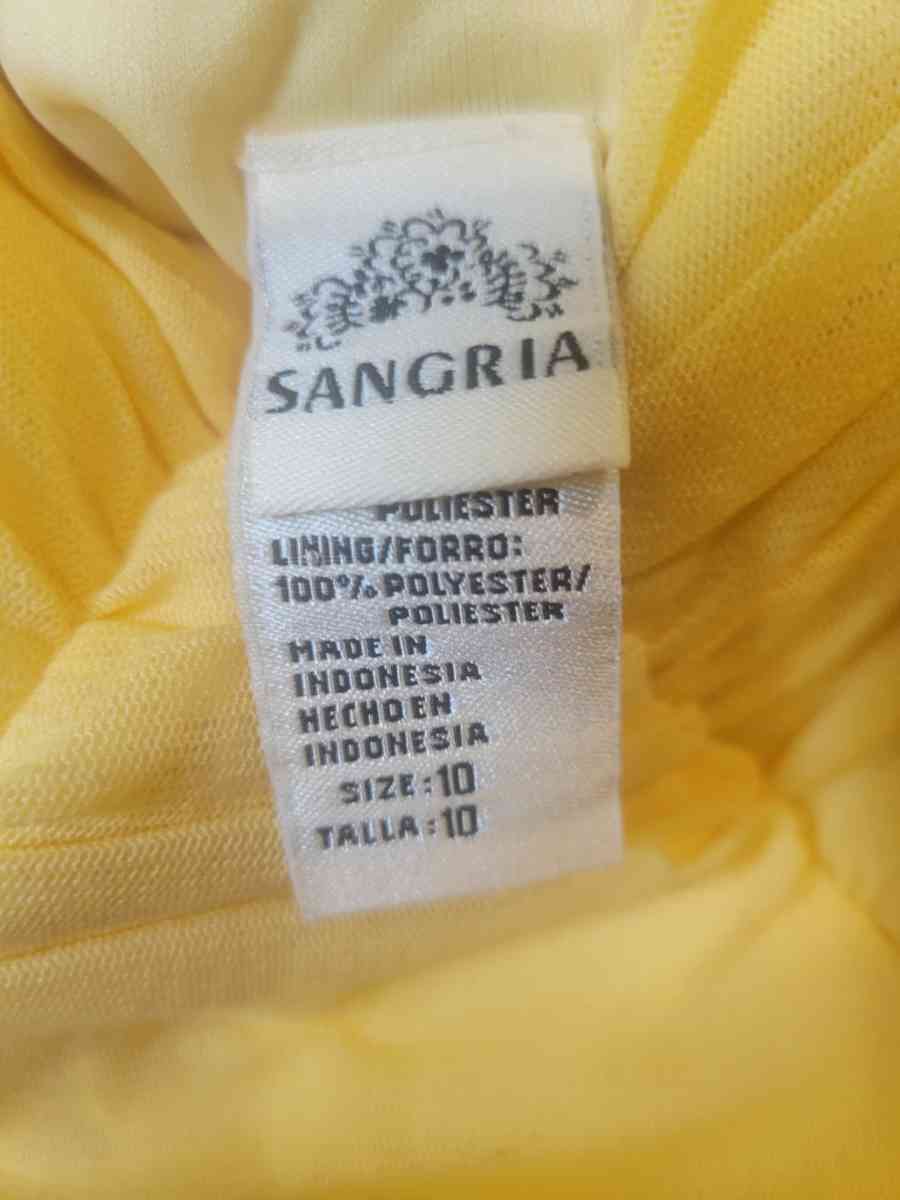 SANGRIA
POLIESTER
LINING/FORRO:
100% POLYESTER/
POLIESTER
MADE IN
INDONESIA
HECHO EN
INDONESIA
SIZE:10
TALLA:10